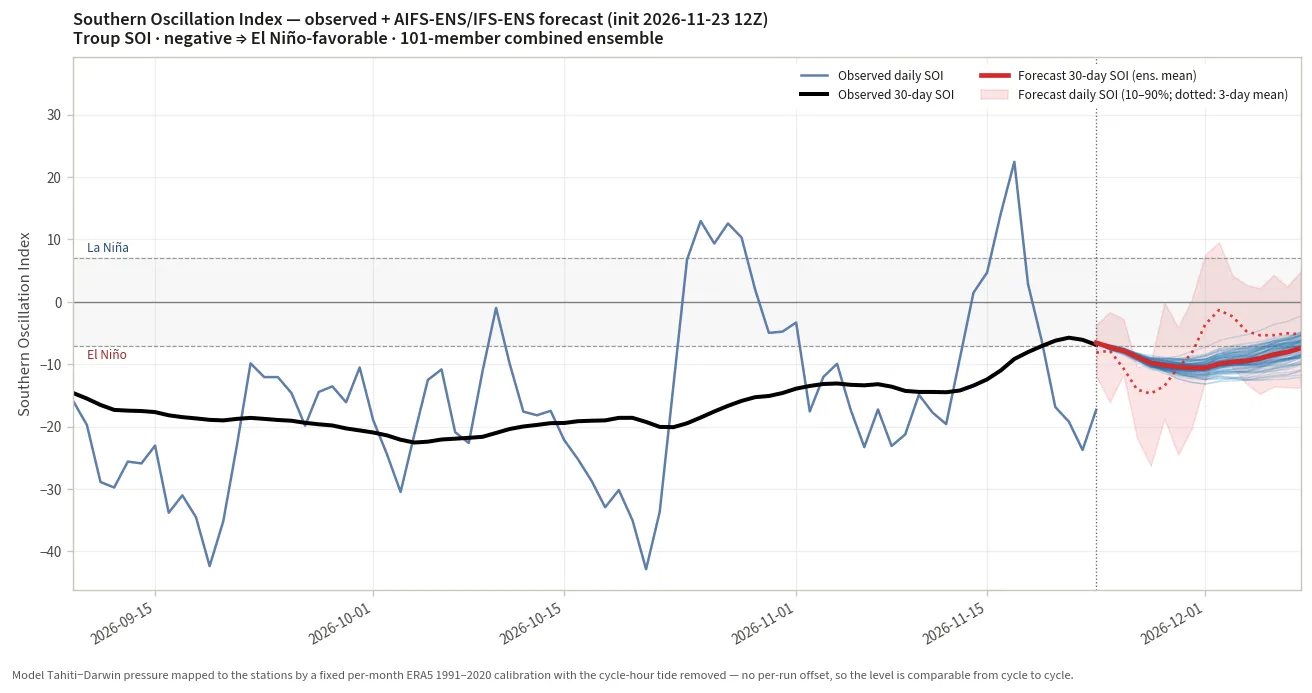 Southern Oscillation Index — observed + AIFS-ENS/IFS-ENS forecast (init 2026-11-23 12Z)
Troup SOI · negative ⇒ El Niño-favorable · 101-member combined ensemble
Observed daily SOI
Observed 30-day SOI
Forecast 30-day SOI (ens. mean)
Forecast daily SOI (10–90%; dotted: 3-day mean)
Southern Oscillation Index
30
20
10
0
−10
−20
−30
−40
La Niña
El Niño
2026-09-15
2026-10-01
2026-10-15
2026-11-01
2026-11-15
2026-12-01
Model Tahiti−Darwin pressure mapped to the stations by a fixed per-month ERA5 1991–2020 calibration with the cycle-hour tide removed — no per-run offset, so the level is comparable from cycle to cycle.